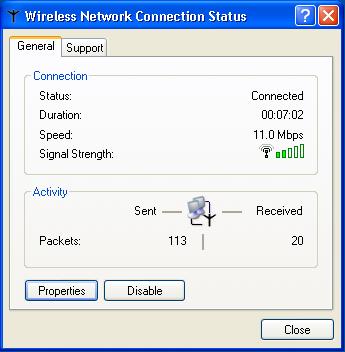 Wireless Network Connection Status
General Support
Connection
Status: Connected
Duration: 00:07:02
Speed: 11.0 Mbps
Signal Strength:
Activity
Sent Received
Packets: 113 20
Properties Disable
Close